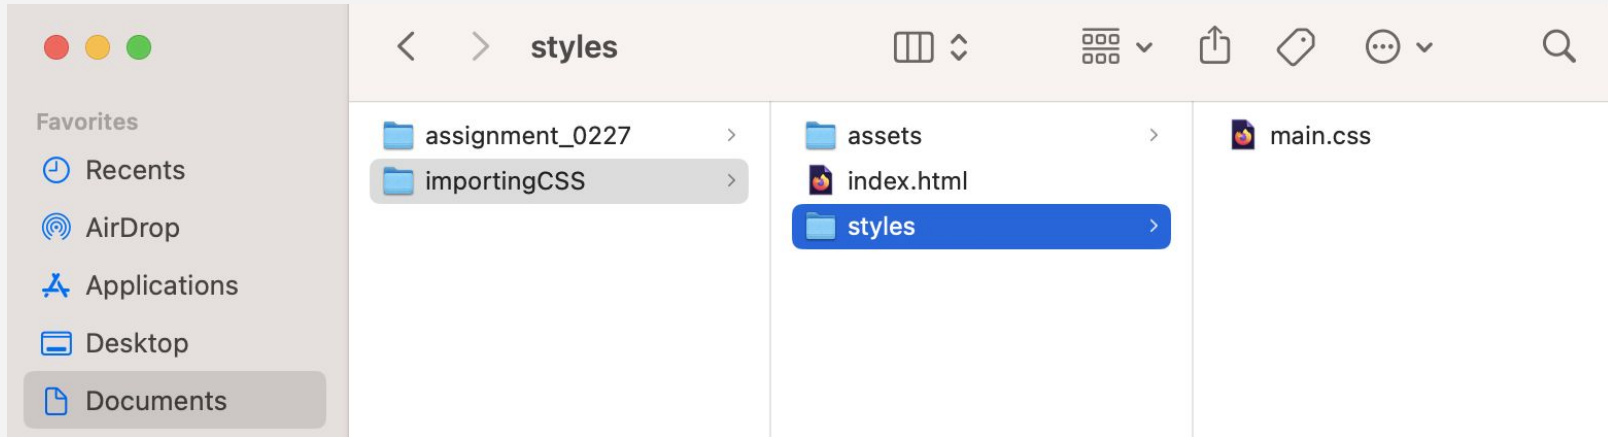 styles
Favorites
Recents
AirDrop
Applications
Desktop
Documents
assignment_0227
importingCSS
assets
index.html
styles
main.css